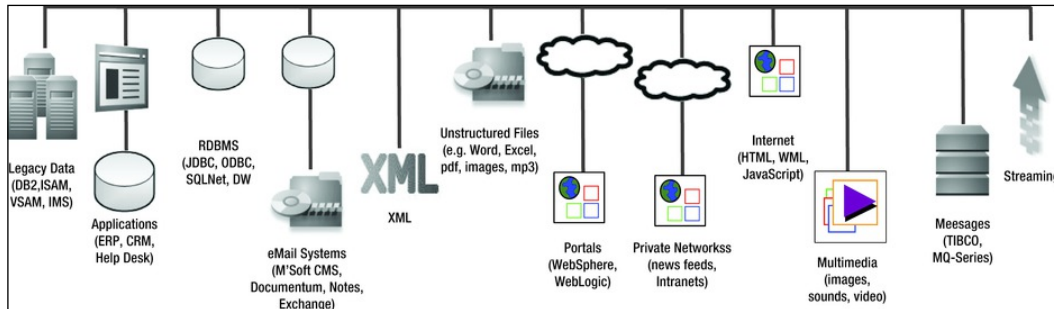 Legacy Data
(DB2,ISAM,
VSAM, IMS)
Applications
(ERP, CRM,
Help Desk)
RDBMS
(JDBC, ODBC,
SQLNet, DW
eMail Systems
(M'Soft CMS,
Documentum, Notes,
Exchange)
XML
XML
Unstructured Files
(e.g. Word, Excel,
pdf, images, mp3)
Portals
(WebSphere,
WebLogic)
Private Networkss
(news feeds,
Intranets)
Internet
(HTML, WML,
JavaScript)
Multimedia
(images,
sounds, video)
Meesages
(TIBCO,
MQ-Series)
Streaming